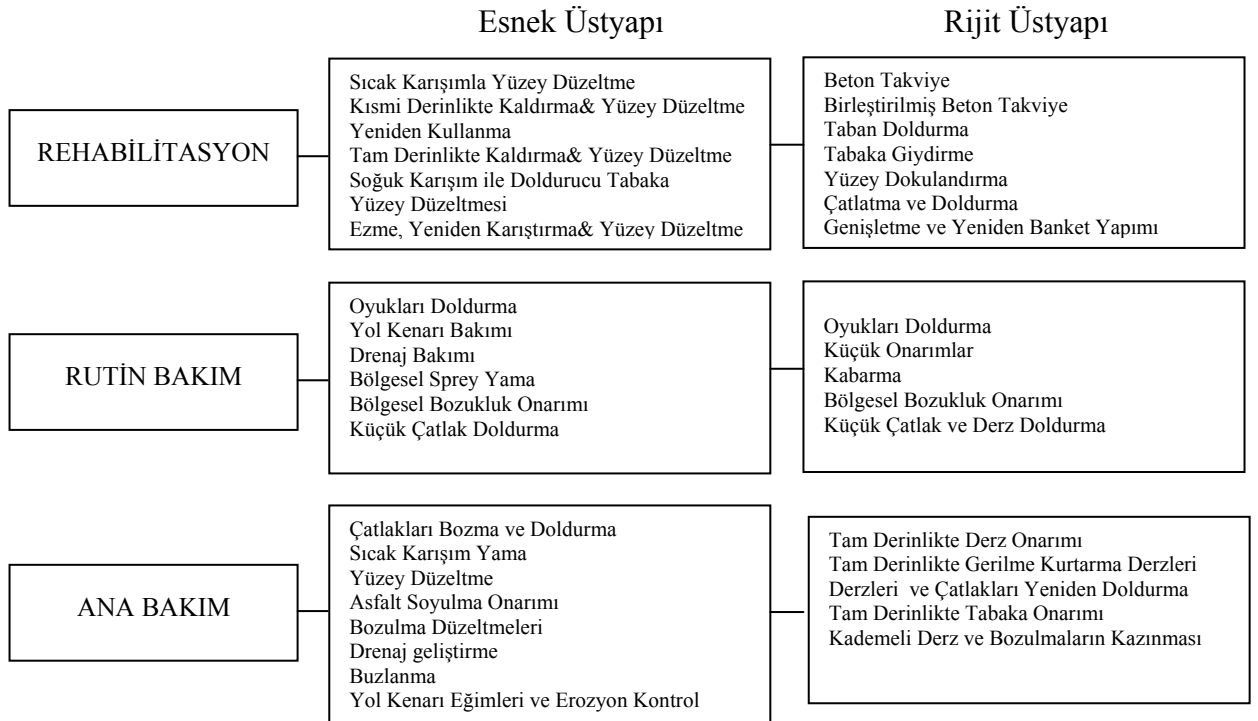 Esnek Üstyapı
Rijit Üstyapı
REHABİLİTASYON
Sıcak Karışımla Yüzey Düzeltme
Kısmi Derinlikte Kaldırma& Yüzey Düzeltme
Yeniden Kullanma
Tam Derinlikte Kaldırma& Yüzey Düzeltme
Soğuk Karışım ile Doldurucu Tabaka
Yüzey Düzeltmesi
Ezme, Yeniden Karıştırma& Yüzey Düzeltme
Beton Takviye
Birleştirilmiş Beton Takviye
Taban Doldurma
Tabaka Giydirme
Yüzey Dokulandırma
Çatlatma ve Doldurma
Genişletme ve Yeniden Banket Yapımı
RUTİN BAKIM
Oyukları Doldurma
Yol Kenarı Bakımı
Drenaj Bakımı
Bölgesel Sprey Yama
Bölgesel Bozukluk Onarımı
Küçük Çatlak Doldurma
Oyukları Doldurma
Küçük Onarımlar
Kabarma
Bölgesel Bozukluk Onarımı
Küçük Çatlak ve Derz Doldurma
ANA BAKIM
Çatlakları Bozma ve Doldurma
Sıcak Karışım Yama
Yüzey Düzeltme
Asfalt Soyulma Onarımı
Bozulma Düzeltmeleri
Drenaj geliştirme
Buzlanma
Yol Kenarı Eğimleri ve Erozyon Kontrol
Tam Derinlikte Derz Onarımı
Tam Derinlikte Gerilme Kurtarma Derzleri
Derzleri  ve Çatlakları Yeniden Doldurma
Tam Derinlikte Tabaka Onarımı
Kademeli Derz ve Bozulmaların Kazınması